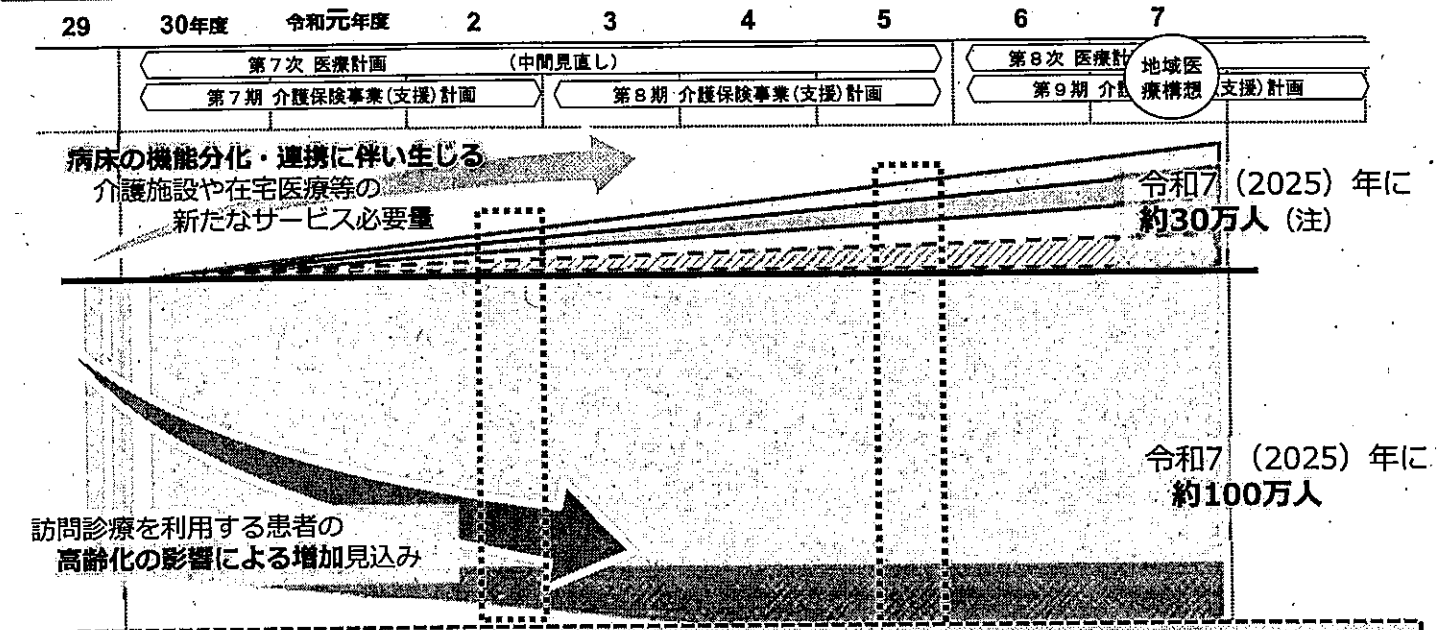 29 30年度 令和元年度 2 3 4 5 6 7
第7次 医療計画 (中間見直し) 第8次 医療計
地域医
療構想
第7期 介護保険事業(支援)計画 第8期 介護保険事業(支援)計画 第9期 介護 支援)計画
病床の機能分化・連携に伴い生じる
介護施設や在宅医療等の
新たなサービス必要量
令和7(2025)年に
約30万人(注)
令和7 (2025)年に
約100万人
訪問診療を利用する患者の
高齢化の影響による増加見込み